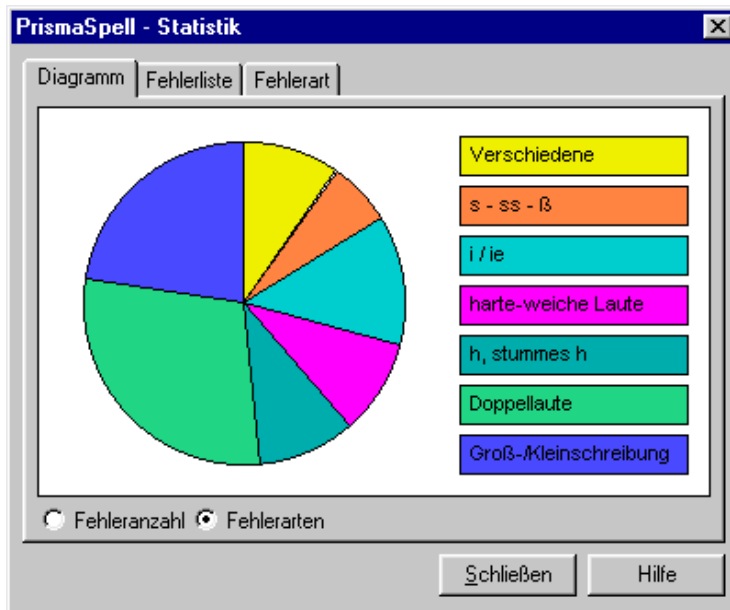 PrismaSpell - Statistik
Diagramm Fehlerliste Fehlerart
Verschiedene
s - ss - ß
i / ie
harte-weiche Laute
h, stummes h
Doppellaute
Groß-/Kleinschreibung
Fehleranzahl Fehlerarten
Schließen Hilfe